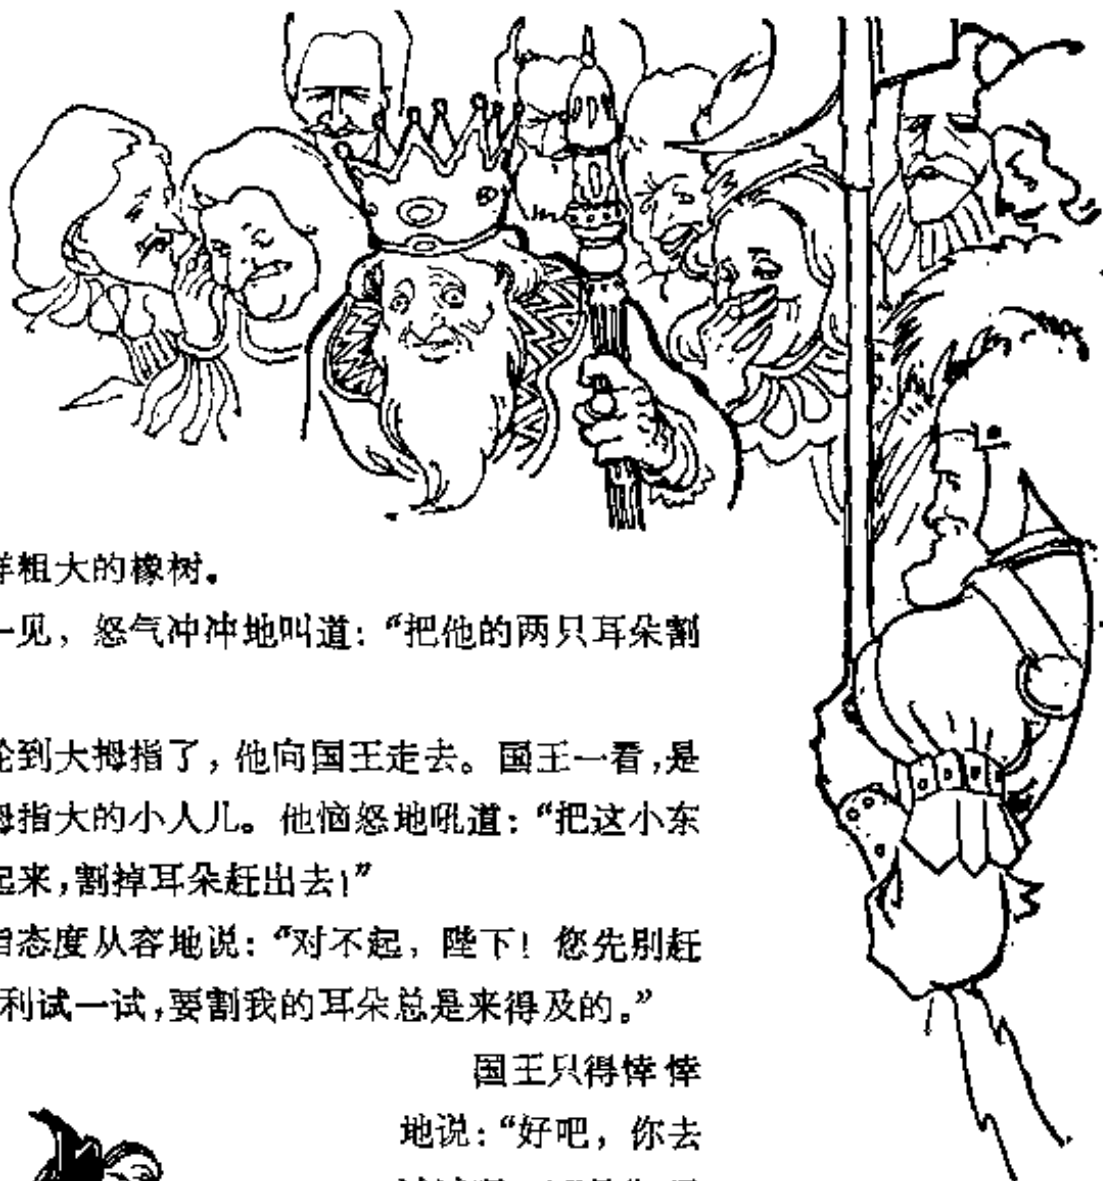 粗大的橡树。
一见，怒气冲冲地叫道：“把他的两只耳朵割
到大拇指了，他向国王走去。国王一看，是
指大的小人儿。他恼怒地吼道：“把这小东
起来，割掉耳朵赶出去！”
态度从容地说：“对不起，陛下！您先别赶
利试一试，要割我的耳朵总是来得及的。”
国王只得悻悻
地说：“好吧，你去